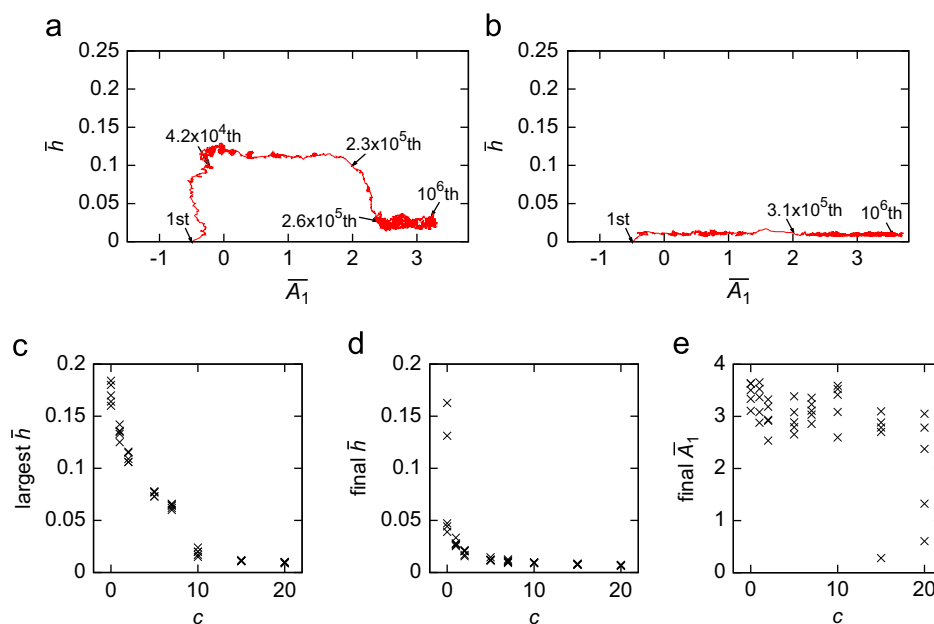 a
0.25
0.2
0.15
0.1
0.05
0
h̅
4.2x10⁴th
2.3x10⁵th
1st
2.6x10⁵th
10⁶th
-1 0 1 2 3
A̅₁
b
0.25
0.2
0.15
0.1
0.05
0
h̅
1st
3.1x10⁵th
10⁶th
-1 0 1 2 3
A̅₁
c
0.2
0.15
0.1
0.05
0
largest h̅
0 10 20
c
d
0.2
0.15
0.1
0.05
0
final h̅
0 10 20
c
e
4
3
2
1
0
final A̅₁
0 10 20
c